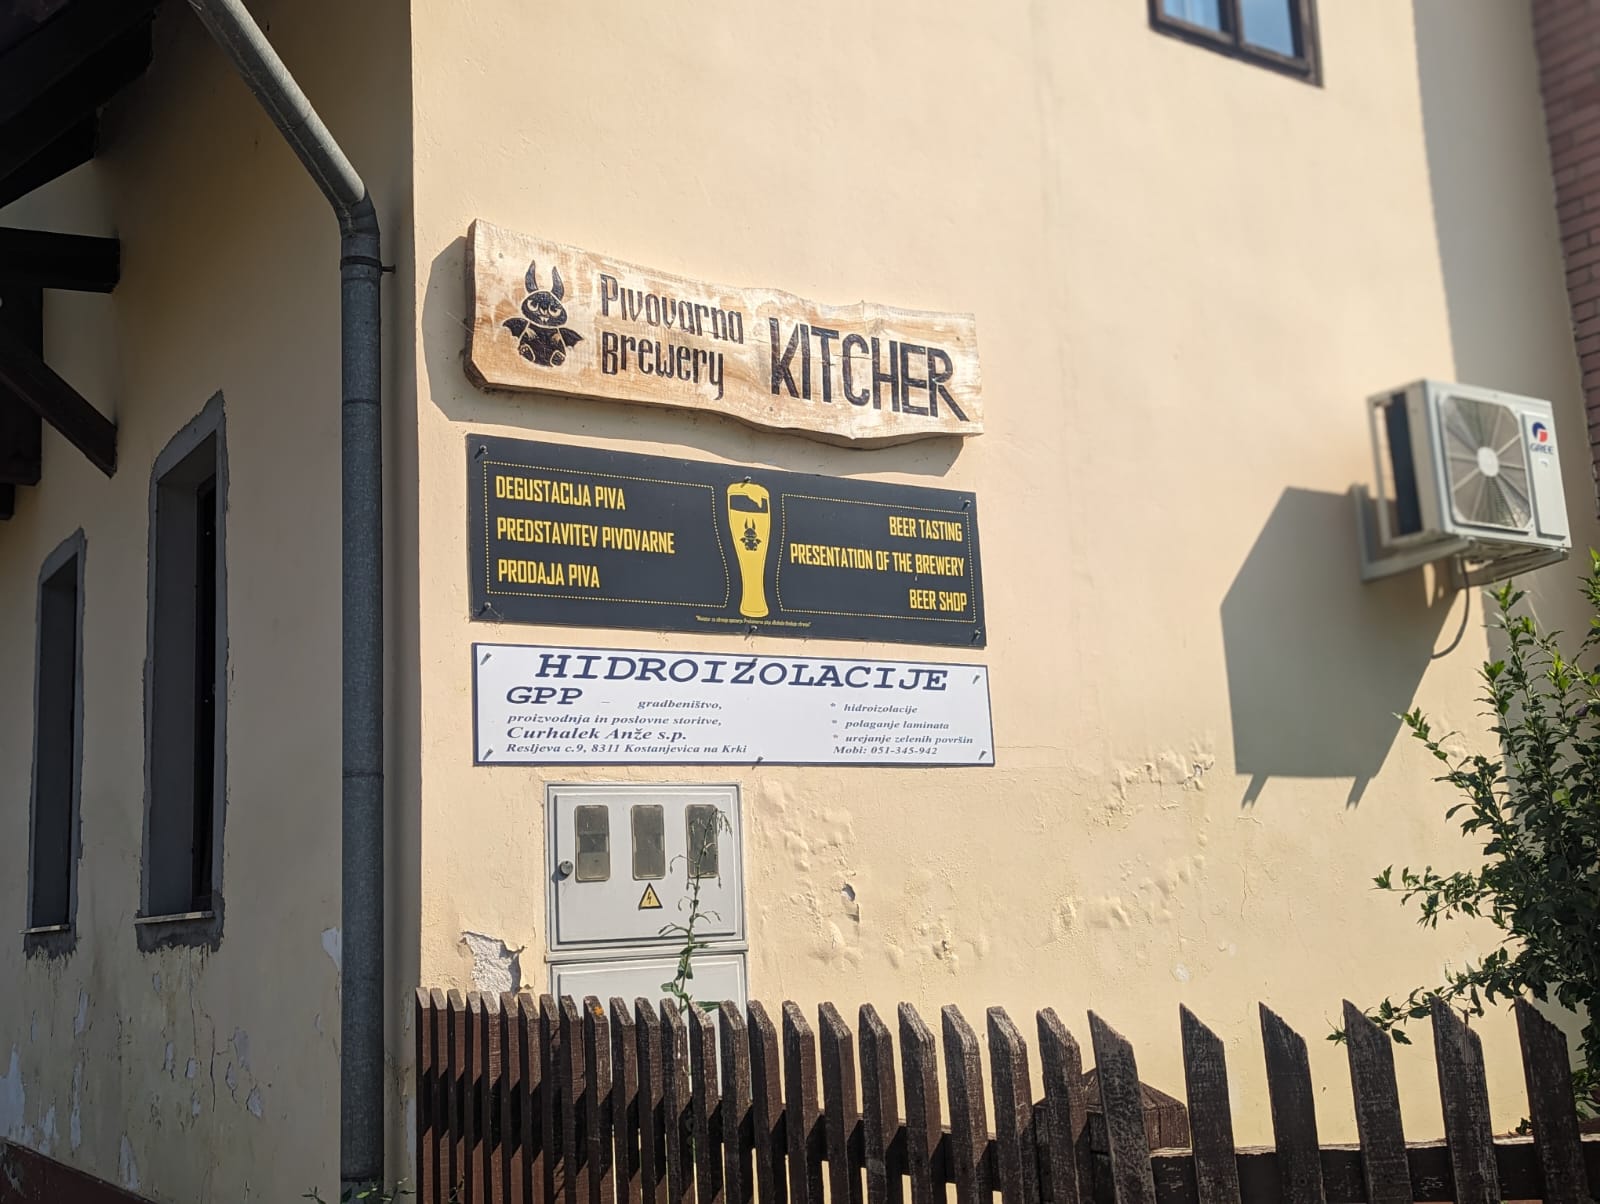 Pivovarna
Brewery
KITCHER
DEGUSTACIJA PIVA
PREDSTAVITEV PIVOVARNE
PRODAJA PIVA
BEER TASTING
PRESENTATION OF THE BREWERY
BEER SHOP
HIDROIZOLACIJE
GPP – gradbeništvo,
proizvodnja in poslovne storitve,
Curhalek Anže s.p.
Resljeva c.9, 8311 Kostanjevica na Krki
* hidroizolacije
* polaganje laminata
* urejanje zelenih površin
Mobi: 051-345-942
GREE